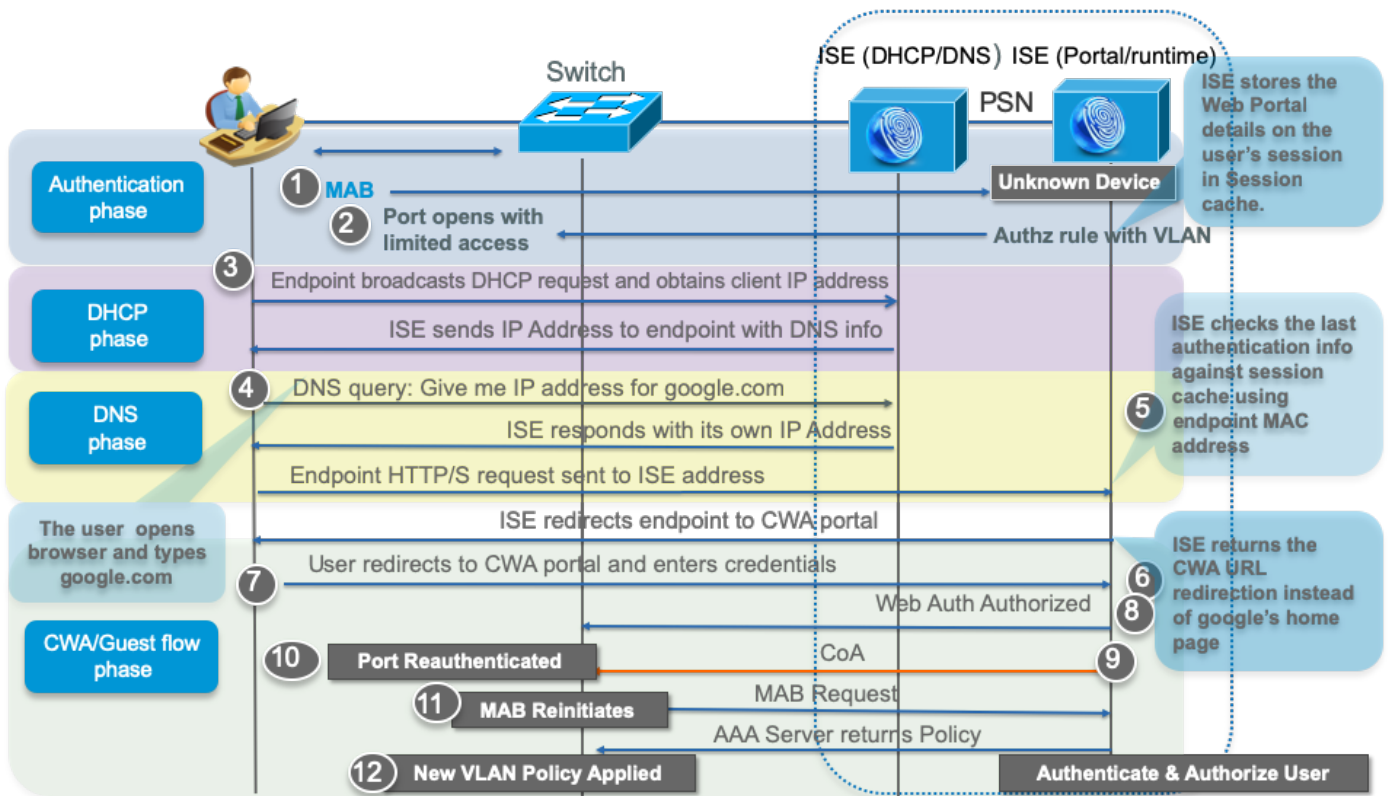 ISE (DHCP/DNS)
ISE (Portal/runtime)
Switch
PSN
ISE stores the
Web Portal
details on the
user's session
in Session
cache.
Authentication
phase
1
MAB
Unknown Device
2
Port opens with
limited access
Authz rule with VLAN
3
Endpoint broadcasts DHCP request and obtains client IP address
DHCP
phase
ISE sends IP Address to endpoint with DNS info
ISE checks the last
authentication info
against session
cache using
endpoint MAC
address
4
DNS query: Give me IP address for google.com
5
DNS
phase
ISE responds with its own IP Address
Endpoint HTTP/S request sent to ISE address
The user opens
browser and types
google.com
ISE redirects endpoint to CWA portal
ISE returns the
CWA URL
redirection instead
of google's home
page
6
7
User redirects to CWA portal and enters credentials
Web Auth Authorized
8
CWA/Guest flow
phase
10
Port Reauthenticated
CoA
9
11
MAB Reinitiates
MAB Request
AAA Server returns Policy
12
New VLAN Policy Applied
Authenticate & Authorize User